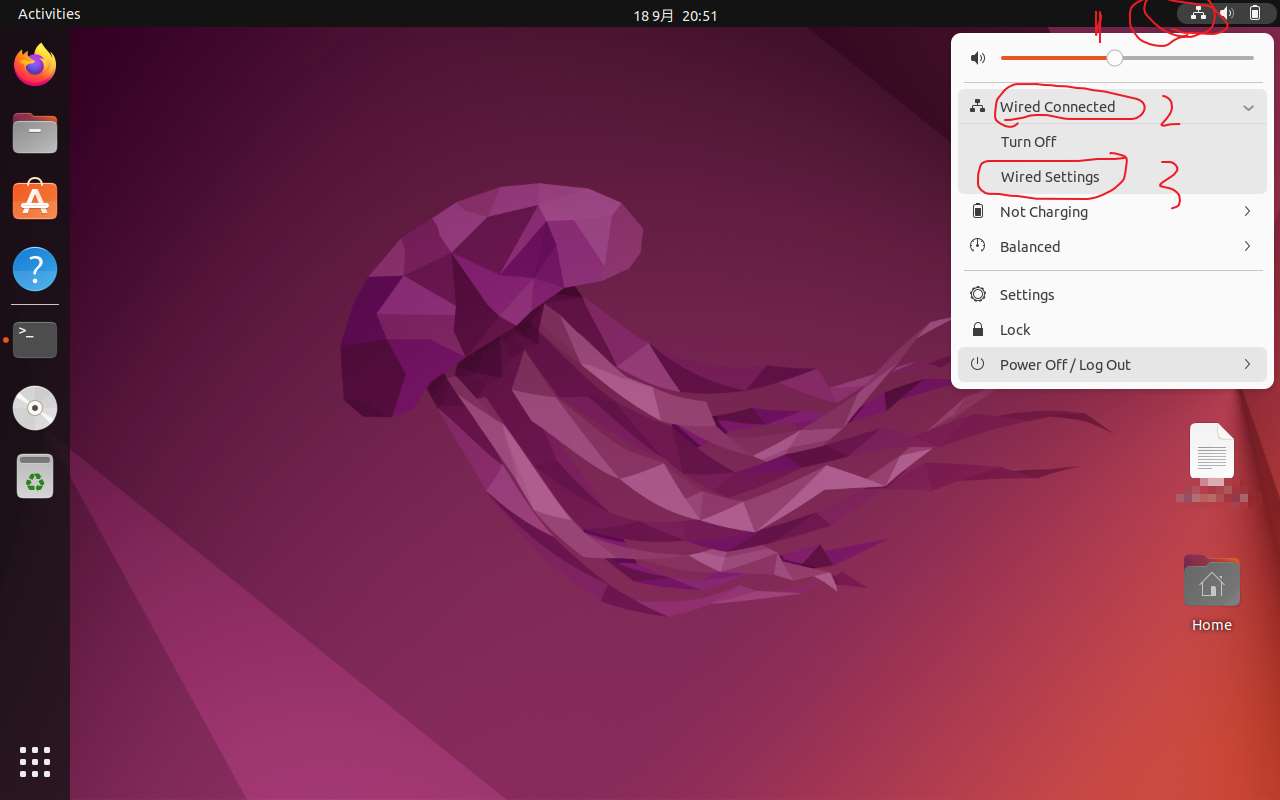 Activities
18 9月 20:51
1
Wired Connected
2
Turn Off
Wired Settings
3
Not Charging
Balanced
Settings
Lock
Power Off / Log Out
>_
?
Home